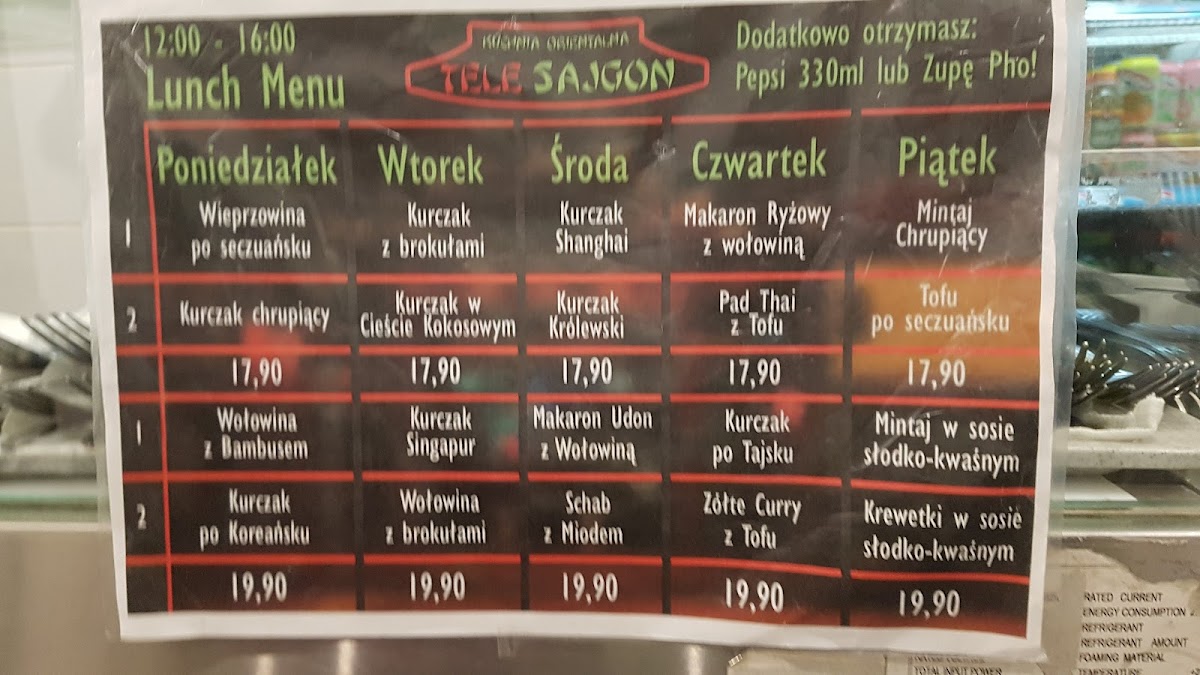 12:00 - 16:00
Lunch Menu
KUCHNIA ORIENTALNA
TELE SAJGON
Dodatkowo otrzymasz:
Pepsi 330ml lub Zupę Pho!
Poniedziałek Wtorek Środa Czwartek Piątek
1
Wieprzowina
po seczuańsku
Kurczak
z brokułami
Kurczak
Shanghai
Makaron Ryżowy
z wołowiną
Mintaj
Chrupiący
2
Kurczak chrupiący
Kurczak w
Cieście Kokosowym
Kurczak
Królewski
Pad Thai
z Tofu
Tofu
po seczuańsku
17,90 17,90 17,90 17,90 17,90
1
Wołowina
z Bambusem
Kurczak
Singapur
Makaron Udon
z Wołowiną
Kurczak
po Tajsku
Mintaj w sosie
słodko-kwaśnym
2
Kurczak
po Koreańsku
Wołowina
z brokułami
Schab
z Miodem
Żółte Curry
z Tofu
Krewetki w sosie
słodko-kwaśnym
19,90 19,90 19,90 19,90 19,90
RATED CURRENT
ENERGY CONSUMPTION
REFRIGERANT
REFRIGERANT AMOUNT
FOAMING MATERIAL
TEMPERATURE
TOTAL INPUT POWER